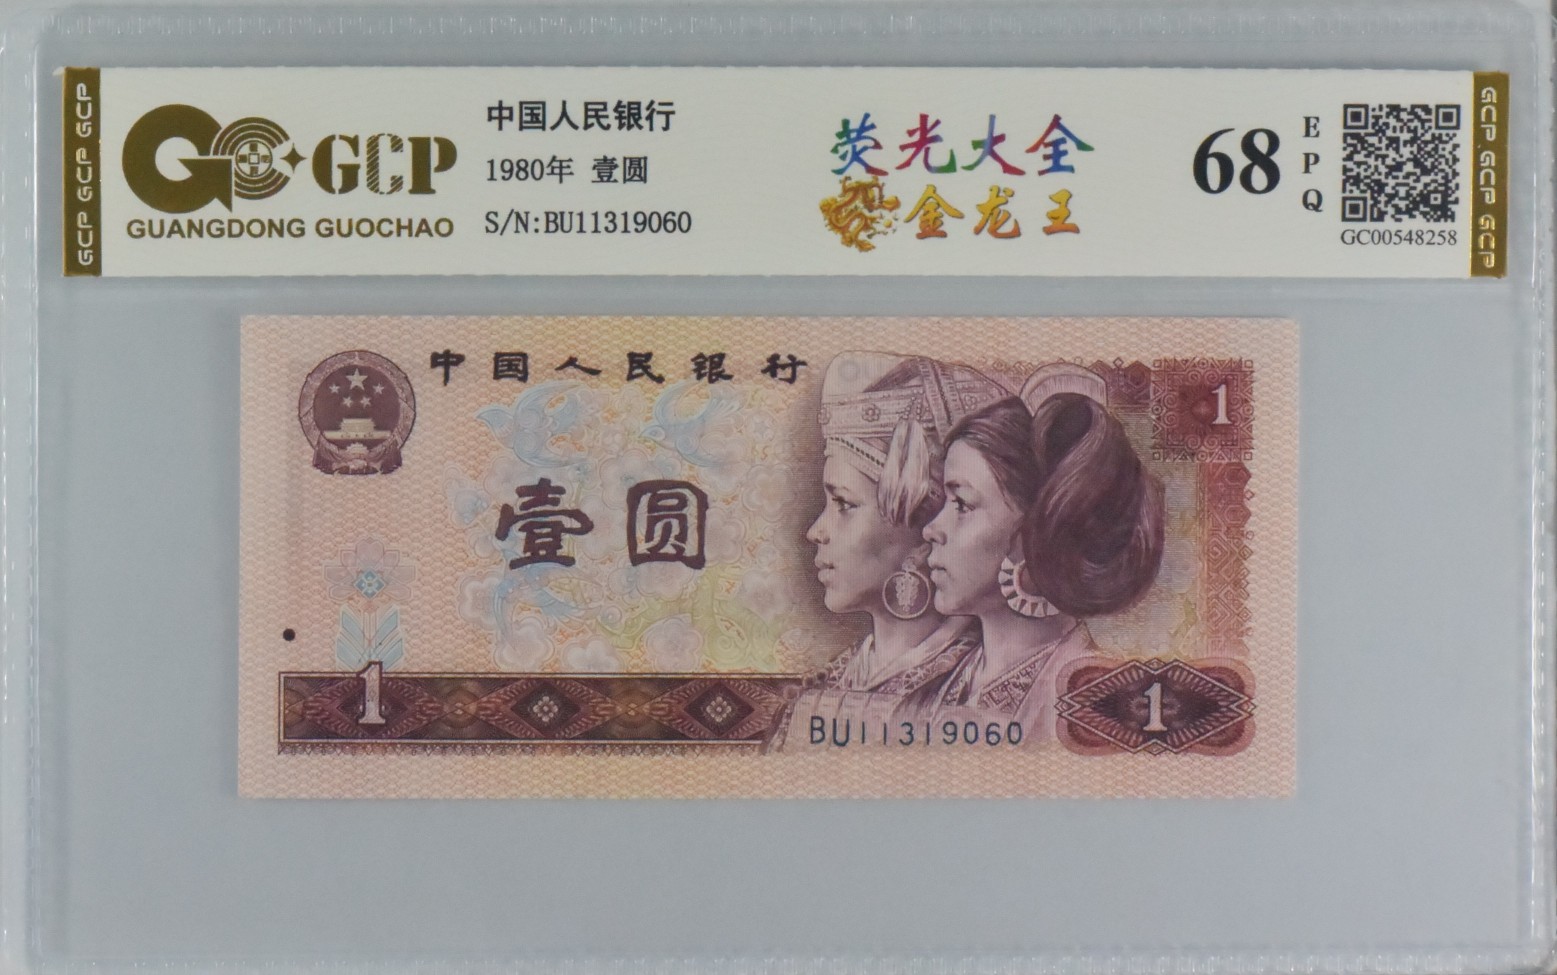 GCP GCP GCP
GCP
GUANGDONG GUOCHAO
中国人民银行
1980年 壹圆
S/N:BU11319060
荧光大全
金龙王
68
EPQ
GC00548258
GCP GCP GCP
中国人民银行
1
壹圆
1
BU11319060
1